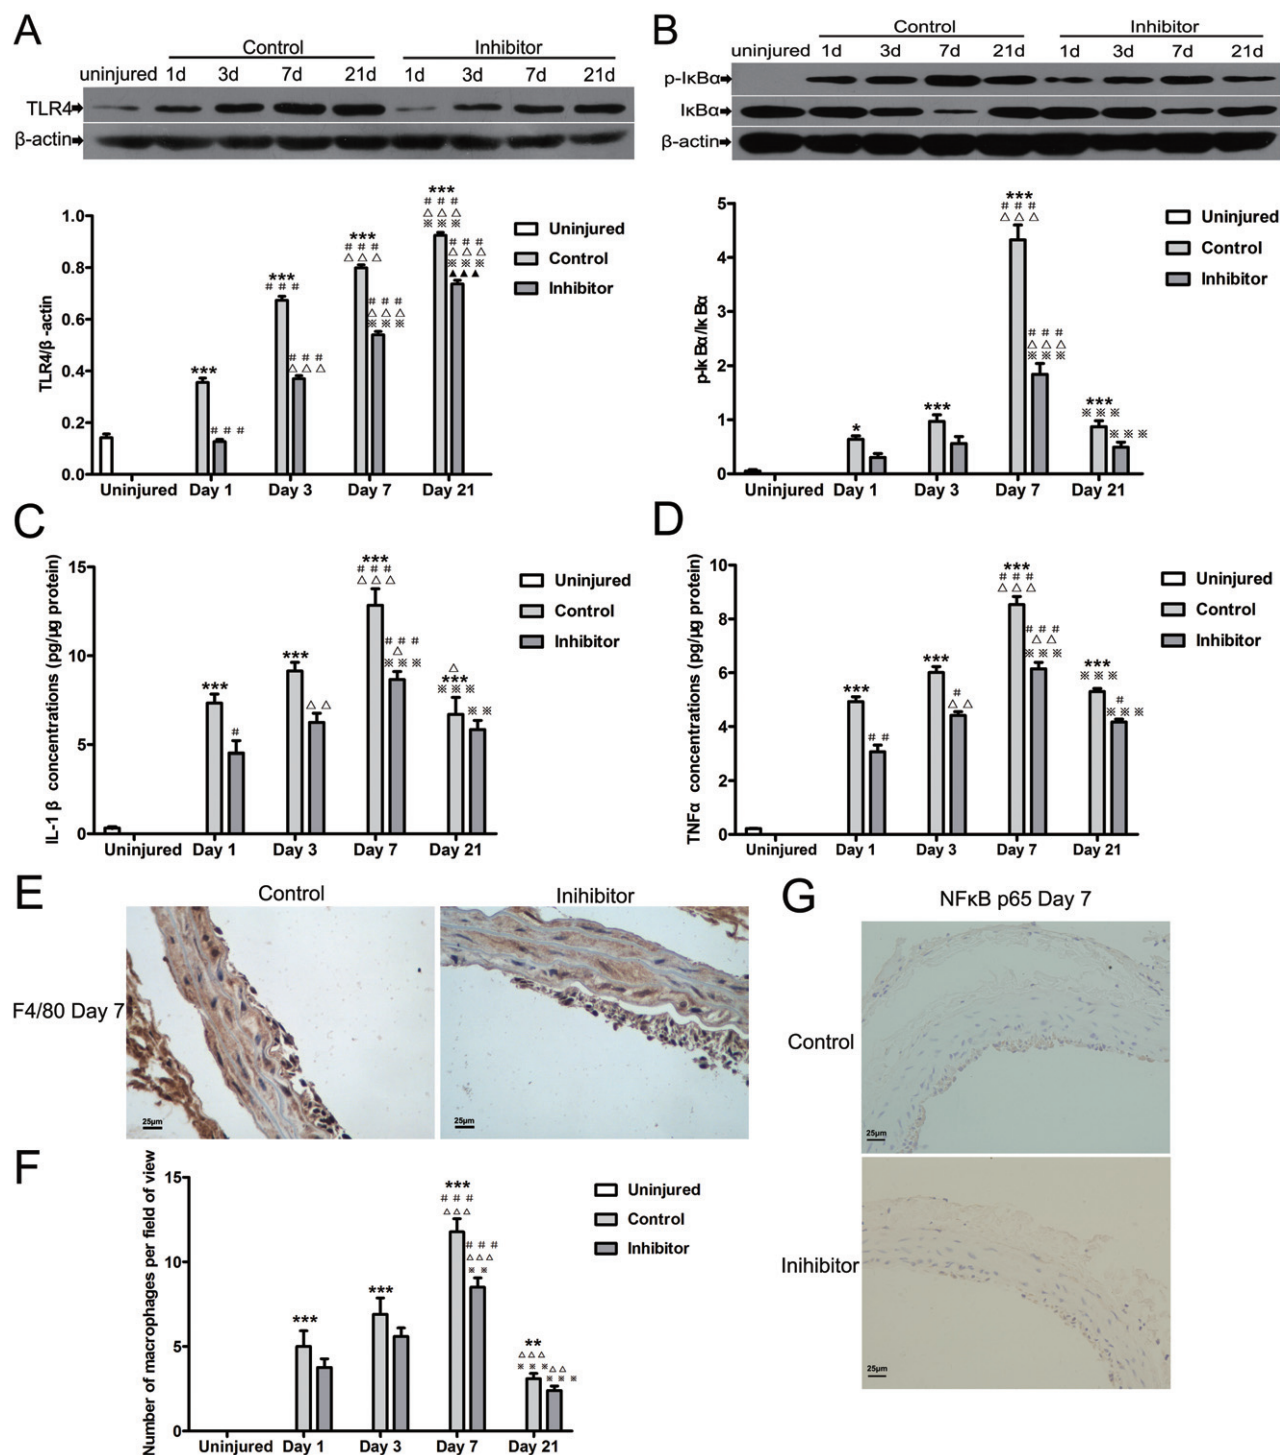 A
Control
Inhibitor
uninjured 1d 3d 7d 21d 1d 3d 7d 21d
TLR4
β-actin
TLR4/β-actin
1.0
0.8
0.6
0.4
0.2
0.0
***
# # #
***
# # #
△ △ △
# # #
***
# # #
△ △ △
# # #
△ △ △
※ ※ ※
***
# # #
△ △ △
※ ※ ※
# # #
△ △ △
※ ※ ※
▲ ▲ ▲
Uninjured
Control
Inhibitor
Uninjured Day 1 Day 3 Day 7 Day 21
B
Control
Inhibitor
uninjured 1d 3d 7d 21d 1d 3d 7d 21d
p-IκBα
IκBα
β-actin
p-IκBα/IκBα
5
4
3
2
1
0
*
***
***
# # #
△ △ △
# # #
△ △ △
※ ※ ※
***
※ ※ ※
※ ※ ※
Uninjured
Control
Inhibitor
Uninjured Day 1 Day 3 Day 7 Day 21
C
IL-1 β concentrations (pg/μg protein)
15
10
5
0
***
#
***
△ △
***
# # #
△ △ △
# # #
△
※ ※ ※
△
***
※ ※ ※
※ ※
Uninjured
Control
Inhibitor
Uninjured Day 1 Day 3 Day 7 Day 21
D
TNFα concentrations (pg/μg protein)
10
8
6
4
2
0
***
# #
***
#
△ △
***
# # #
△ △ △
# # #
△ △
※ ※ ※
***
※ ※ ※
#
※ ※ ※
Uninjured
Control
Inhibitor
Uninjured Day 1 Day 3 Day 7 Day 21
E
Control
Inihibitor
F4/80 Day 7
25μm
25μm
F
Number of macrophages per field of view
15
10
5
0
***
***
***
# # #
△ △ △
# # #
△ △ △
※ ※
**
△ △ △
※ ※ ※
△ △
※ ※ ※
Uninjured
Control
Inhibitor
Uninjured Day 1 Day 3 Day 7 Day 21
G
NFκB p65 Day 7
Control
25μm
Inihibitor
25μm